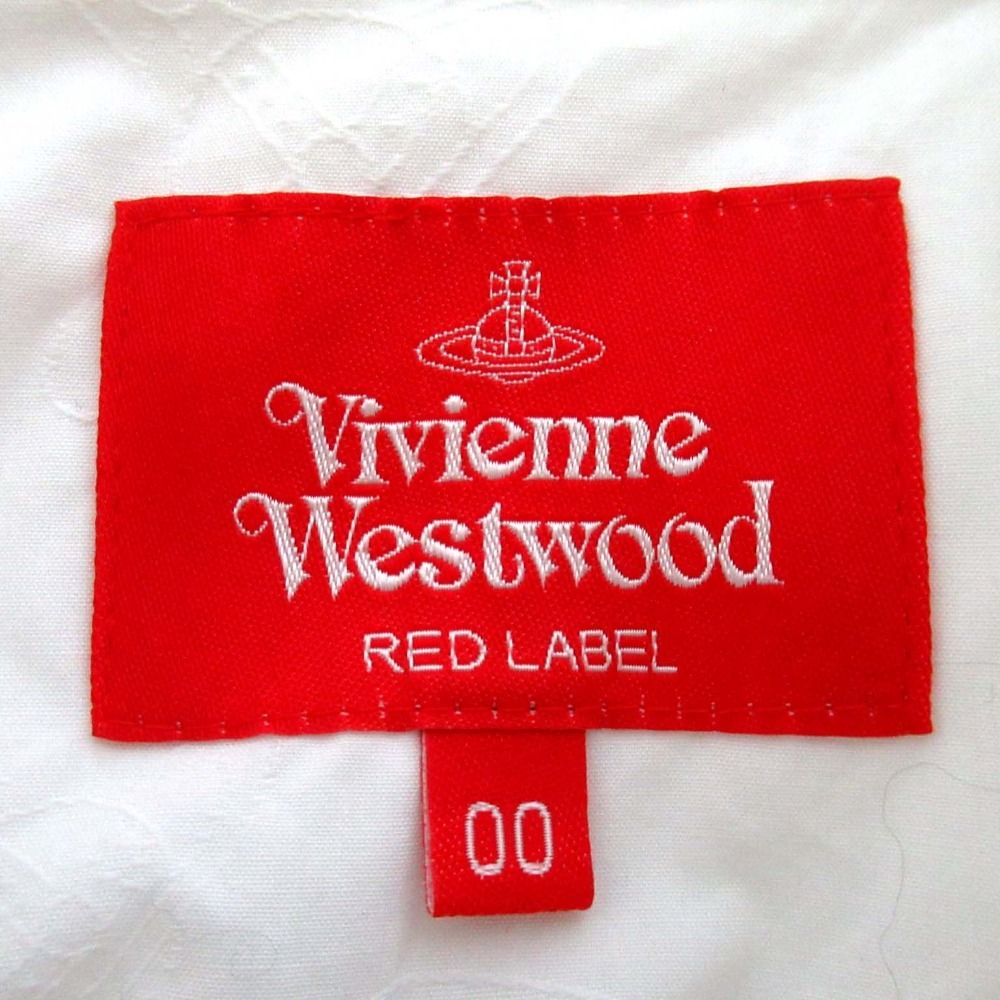 Vivienne
Westwood
RED LABEL
00